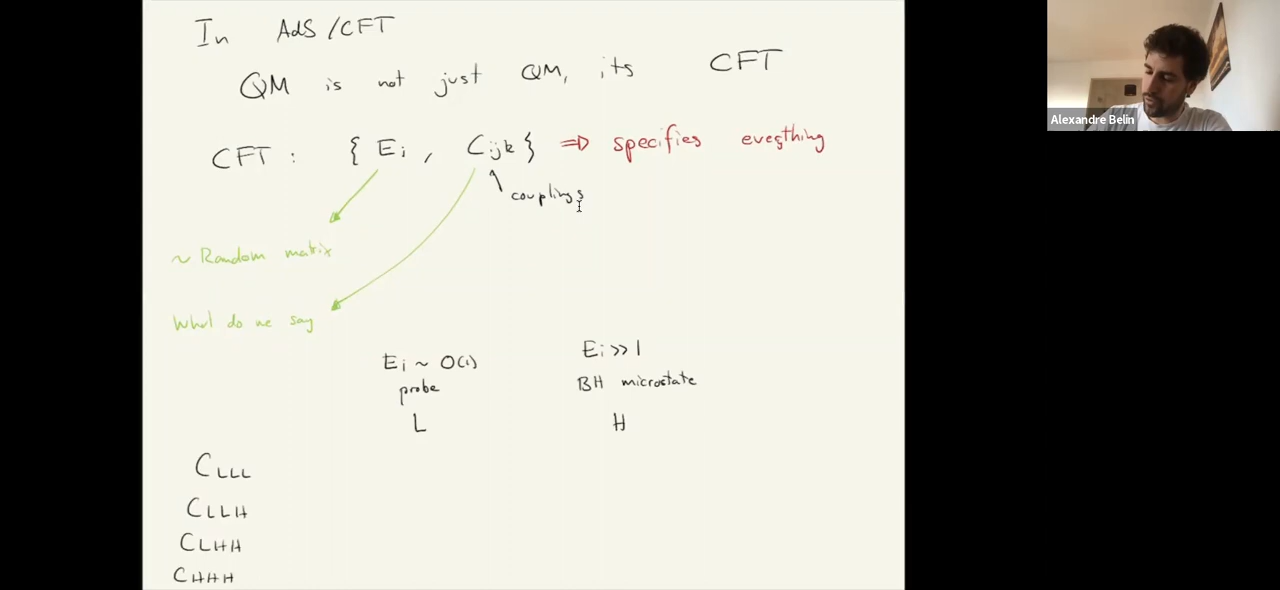 In AdS/CFT
QM is not just QM, its CFT
CFT : { Ei , Cijk } ⇒ specifies everything
couplings
~ Random matrix
What do we say
Ei ~ O(1)
probe
L
Ei >> 1
BH microstate
H
CLLL
CLLH
CLHH
CHHH
Alexandre Belin